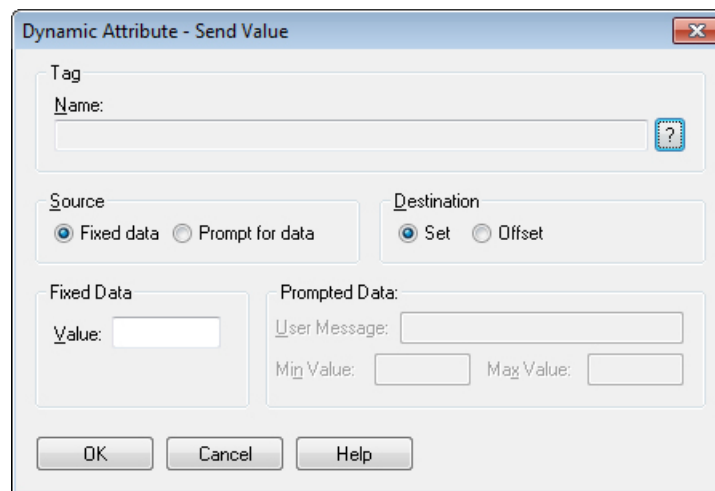 Dynamic Attribute - Send Value
Tag
Name:
?
Source
Fixed data
Prompt for data
Destination
Set
Offset
Fixed Data
Value:
Prompted Data:
User Message:
Min Value:
Max Value:
OK
Cancel
Help